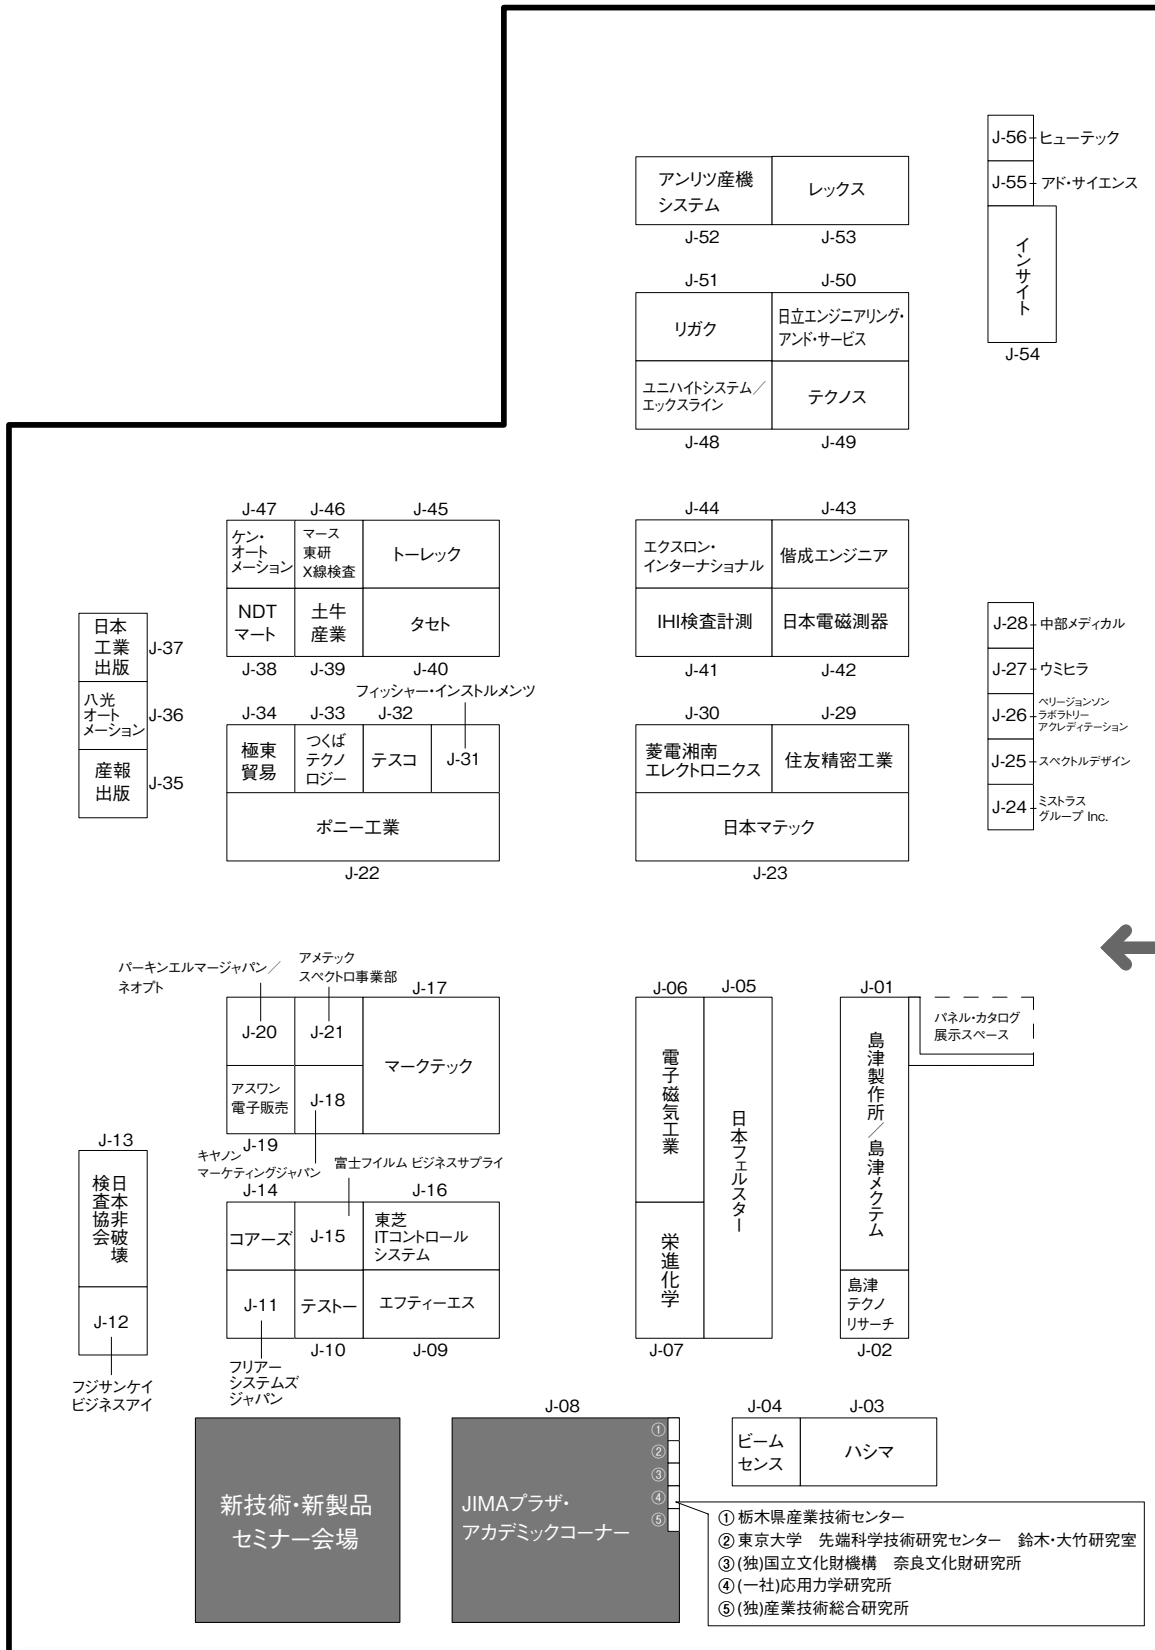 J-56
ヒューテック
J-55
アド・サイエンス
インサイト
J-54
アンリツ産機
システム
レックス
J-52
J-53
J-51
J-50
リガク
日立エンジニアリング・
アンド・サービス
ユニハイトシステム／
エックスライン
テクノス
J-48
J-49
J-47
J-46
J-45
ケン・
オート
メーション
マース
東研
X線検査
トーレック
NDT
マート
土牛
産業
タセト
J-38
J-39
J-40
J-44
J-43
エクスロン・
インターナショナル
偕成エンジニア
IHI検査計測
日本電磁測器
J-41
J-42
日本
工業
出版
J-37
八光
オート
メーション
J-36
産報
出版
J-35
フィッシャー・インストルメンツ
J-34
J-33
J-32
極東
貿易
つくば
テクノ
ロジー
テスコ
J-31
ポニー工業
J-22
J-30
J-29
菱電湘南
エレクトロニクス
住友精密工業
日本マテック
J-23
J-28
中部メディカル
J-27
ウミヒラ
J-26
ペリージョンソン
ラボラトリー
アクレディテーション
J-25
スペクトルデザイン
J-24
ミストラス
グループ Inc.
パーキンエルマージャパン／
ネオプト
アメテック
スペクトロ事業部
J-17
J-20
J-21
マークテック
アスワン
電子販売
J-18
J-19
キヤノン
マーケティングジャパン
富士フイルム ビジネスサプライ
J-14
J-16
コアーズ
J-15
東芝
ITコントロール
システム
J-11
テストー
エフティーエス
J-10
J-09
フリアー
システムズ
ジャパン
J-13
日本非破壊
検査協会
J-12
フジサンケイ
ビジネスアイ
J-06
J-05
電子磁気工業
日本フェルスター
栄進化学
J-07
J-01
パネル・カタログ
展示スペース
島津製作所／島津メクテム
島津
テクノ
リサーチ
J-02
新技術・新製品
セミナー会場
J-08
JIMAプラザ・
アカデミックコーナー
①
②
③
④
⑤
J-04
J-03
ビーム
センス
ハシマ
①栃木県産業技術センター
②東京大学　先端科学技術研究センター　鈴木・大竹研究室
③(独)国立文化財機構　奈良文化財研究所
④(一社)応用力学研究所
⑤(独)産業技術総合研究所